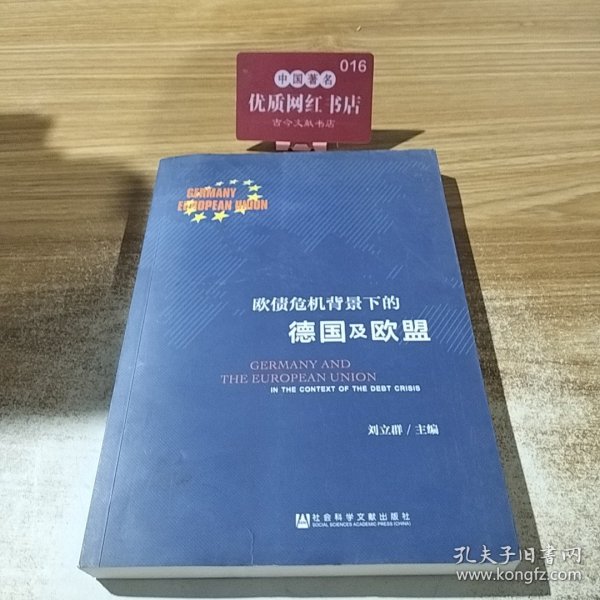 016
中国著名
优质网红书店
古今文献书店
GERMANY
EUROPEAN UNION
欧债危机背景下的
德国及欧盟
GERMANY AND
THE EUROPEAN UNION
IN THE CONTEXT OF THE DEBT CRISIS
刘立群 / 主编
社会科学文献出版社
SOCIAL SCIENCES ACADEMIC PRESS (CHINA)
孔夫子旧书网
www.kongfz.com